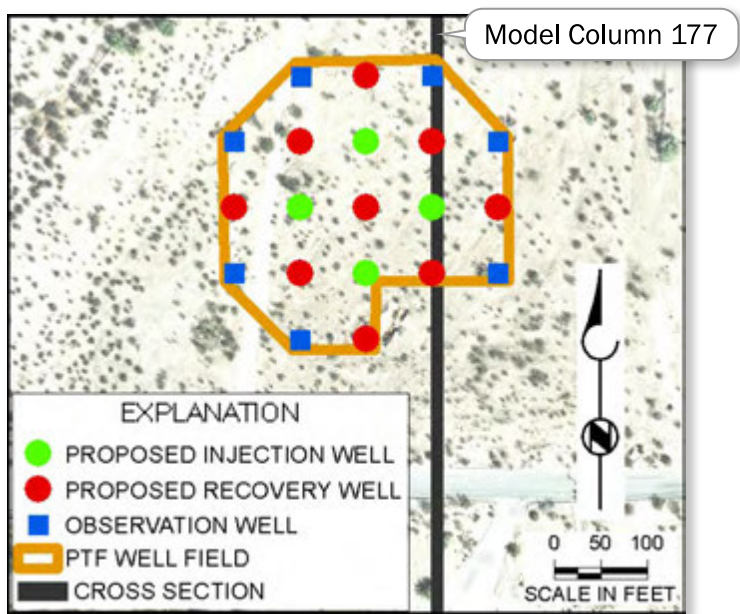 Model Column 177
EXPLANATION
PROPOSED INJECTION WELL
PROPOSED RECOVERY WELL
OBSERVATION WELL
PTF WELL FIELD
CROSS SECTION
N
0 50 100
SCALE IN FEET